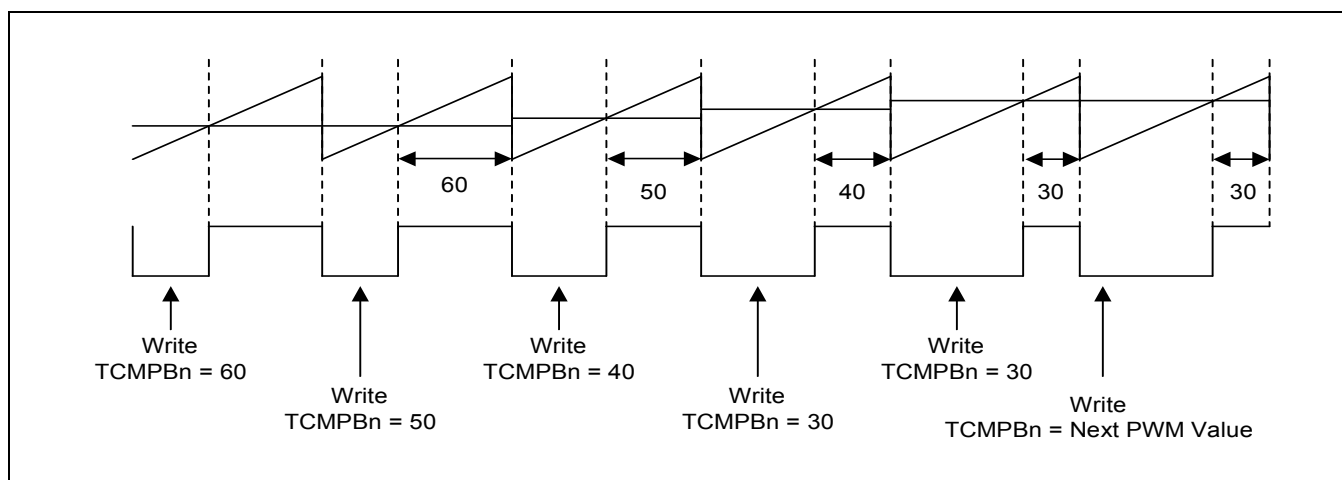 60
50
40
30
30
Write
TCMPBn = 60
Write
TCMPBn = 50
Write
TCMPBn = 40
Write
TCMPBn = 30
Write
TCMPBn = 30
Write
TCMPBn = Next PWM Value